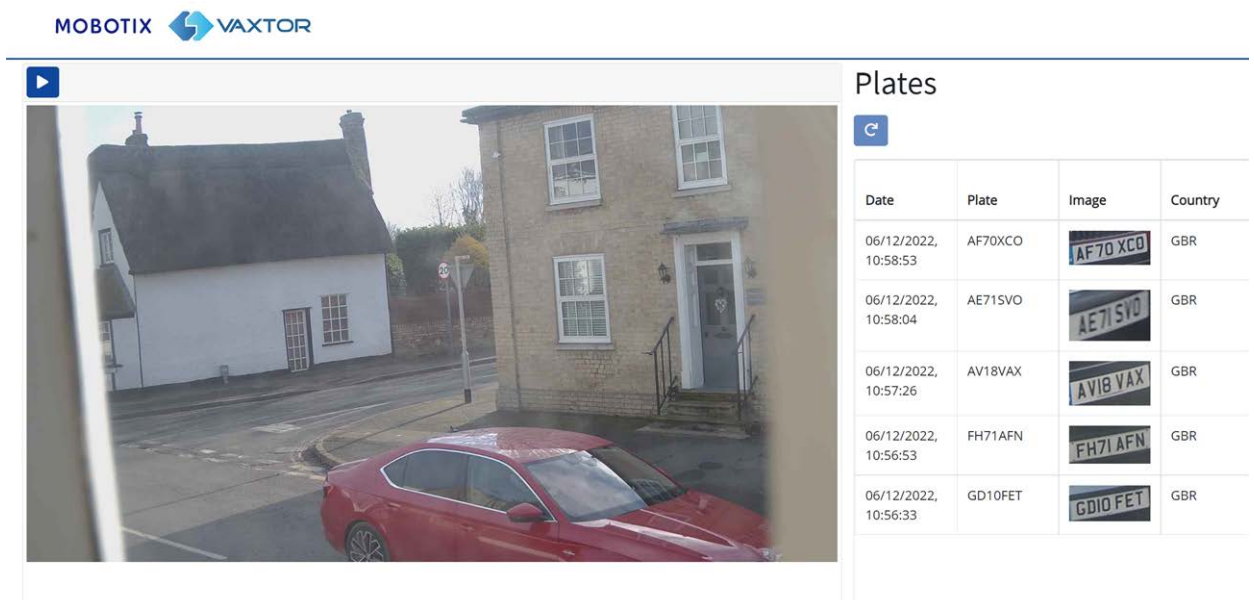 MOBOTIX VAXTOR
Plates
Date Plate Image Country
06/12/2022, 10:58:53 AF70XCO AF70 XCO GBR
06/12/2022, 10:58:04 AE71SVO AE71 SVO GBR
06/12/2022, 10:57:26 AV18VAX AV18 VAX GBR
06/12/2022, 10:56:53 FH71AFN FH71 AFN GBR
06/12/2022, 10:56:33 GD10FET GD10 FET GBR
20